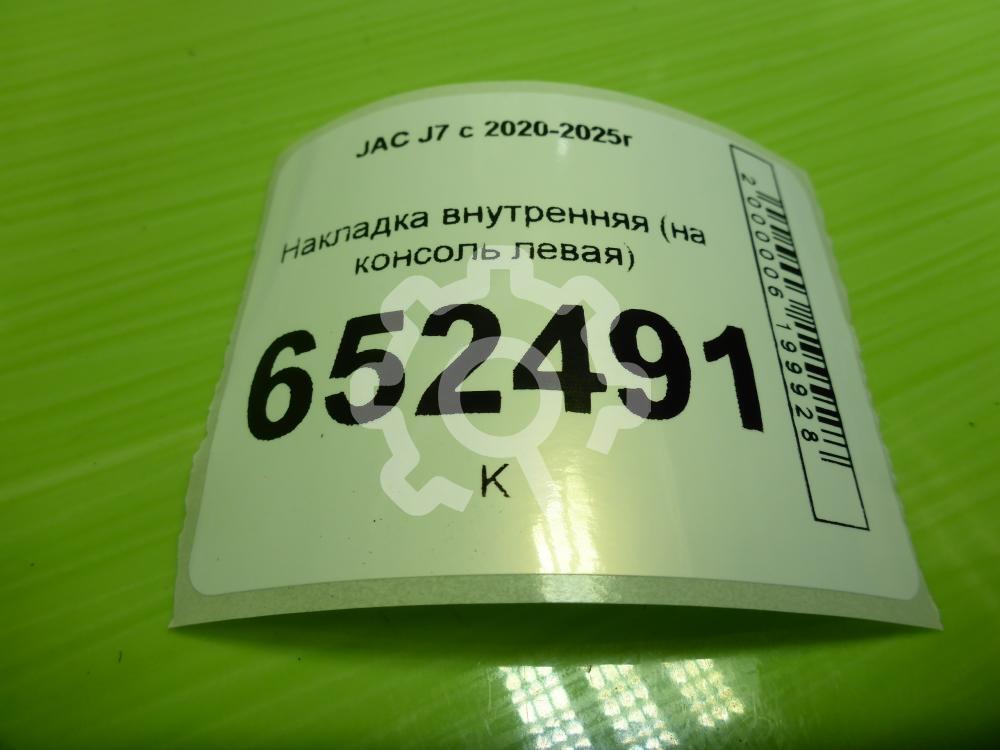 JAC J7 с 2020-2025г
Накладка внутренняя (на
консоль левая)
652491
К
2000006199928